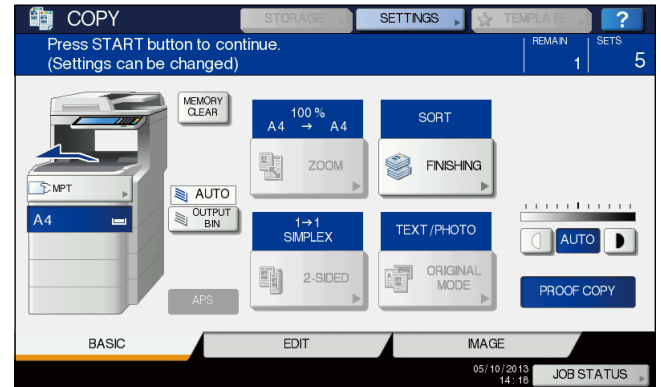 COPY
STORAGE
SETTINGS
TEMPLATE
?
Press START button to continue.
(Settings can be changed)
REMAIN
1
SETS
5
MEMORY
CLEAR
100 %
A4 → A4
ZOOM
SORT
FINISHING
MPT
A4
AUTO
OUTPUT
BIN
APS
1→1
SIMPLEX
2-SIDED
TEXT/PHOTO
ORIGINAL
MODE
AUTO
PROOF COPY
BASIC
EDIT
IMAGE
05/10/2013
14:18
JOB STATUS